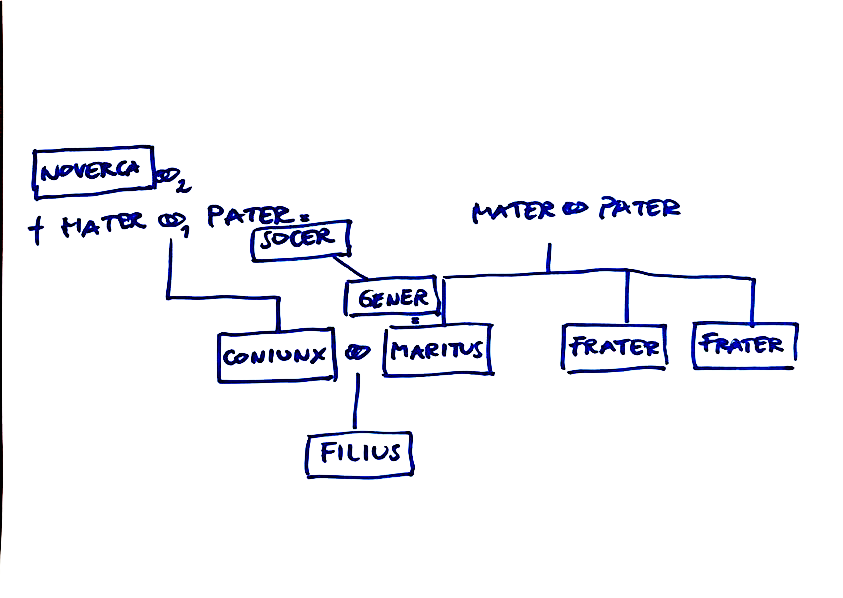 NOVERCA ⚭2
† MATER ⚭1 PATER =
MATER ⚭ PATER
SOCER
GENER
=
CONIUNX ⚭ MARITUS
FRATER
FRATER
FILIUS